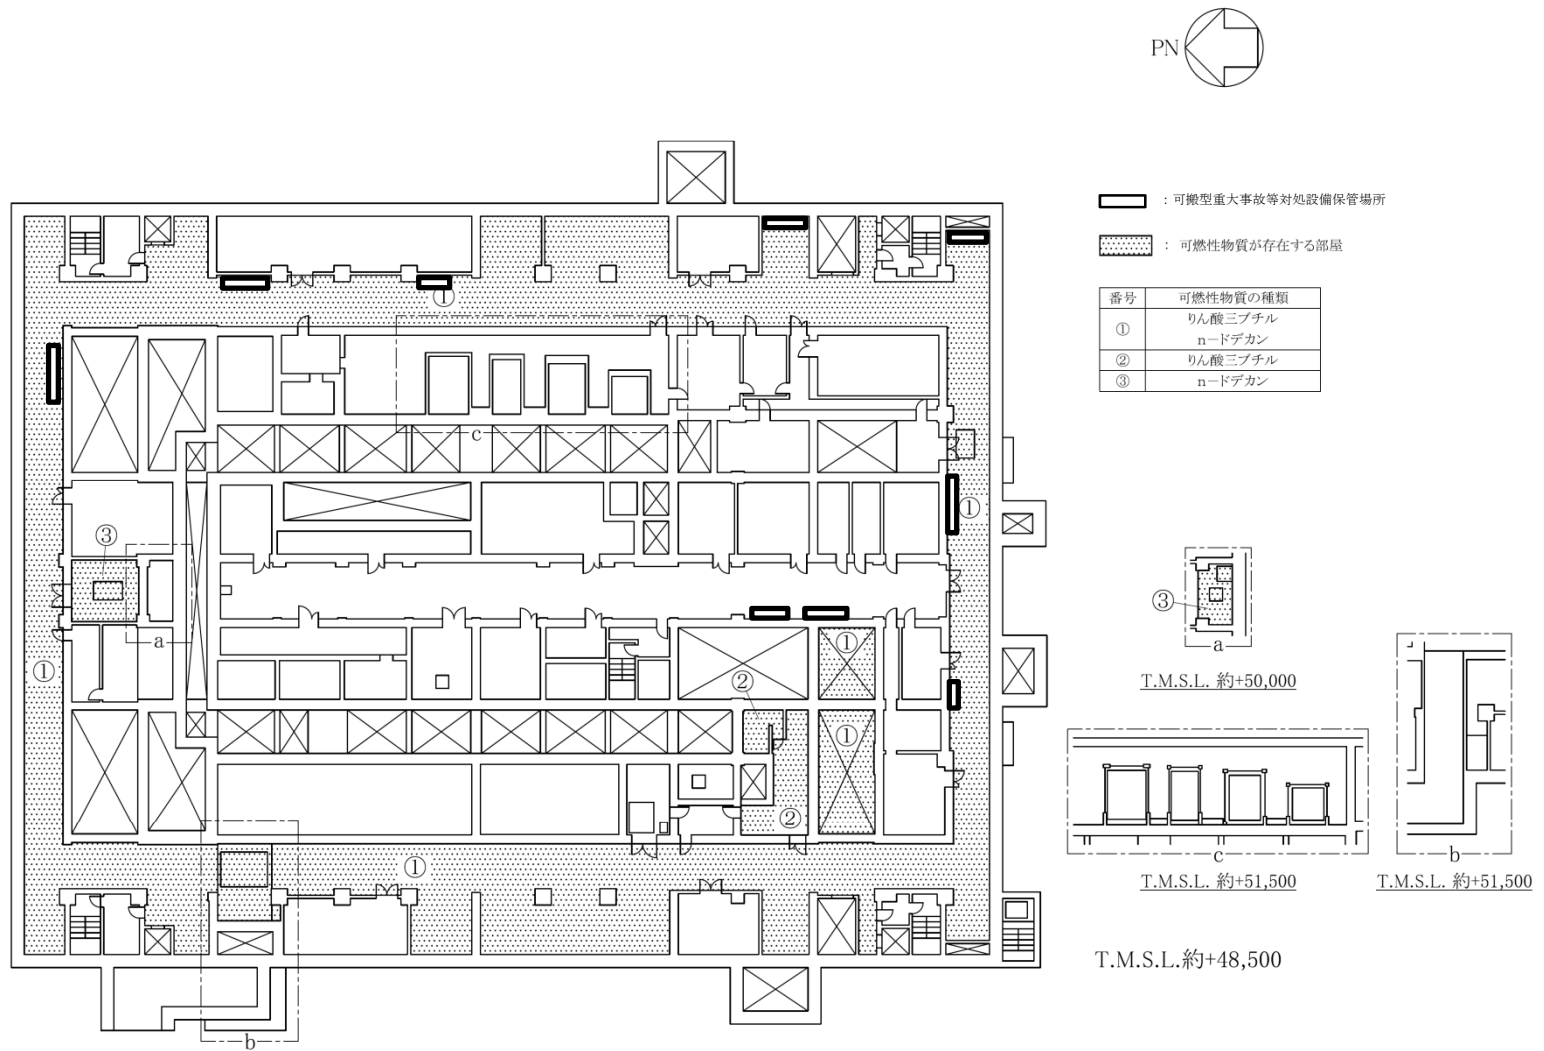 PN
：可搬型重大事故等対処設備保管場所
： 可燃性物質が存在する部屋
番号 可燃性物質の種類
① りん酸三ブチル
n－ドデカン
② りん酸三ブチル
③ n－ドデカン
①
c
①
③
a
①
③
a
T.M.S.L. 約+50,000
①
②
①
②
①
c
T.M.S.L. 約+51,500
b
T.M.S.L. 約+51,500
T.M.S.L.約+48,500
b